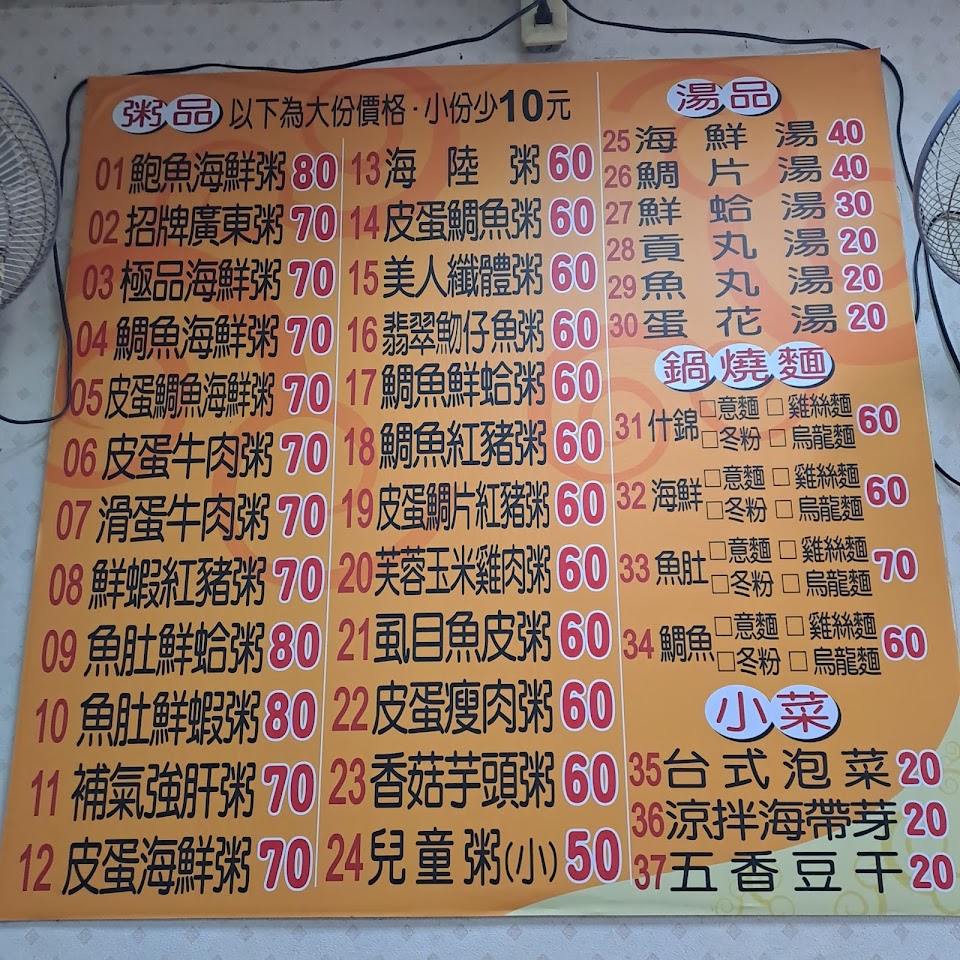 粥品 以下為大份價格·小份少10元
01 鮑魚海鮮粥 80
02 招牌廣東粥 70
03 極品海鮮粥 70
04 鯛魚海鮮粥 70
05 皮蛋鯛魚海鮮粥 70
06 皮蛋牛肉粥 70
07 滑蛋牛肉粥 70
08 鮮蝦紅豬粥 70
09 魚肚鮮蛤粥 80
10 魚肚鮮蝦粥 80
11 補氣強肝粥 70
12 皮蛋海鮮粥 70
13 海陸粥 60
14 皮蛋鯛魚粥 60
15 美人纖體粥 60
16 翡翠魩仔魚粥 60
17 鯛魚鮮蛤粥 60
18 鯛魚紅豬粥 60
19 皮蛋鯛片紅豬粥 60
20 芙蓉玉米雞肉粥 60
21 虱目魚皮粥 60
22 皮蛋瘦肉粥 60
23 香菇芋頭粥 60
24 兒童粥(小) 50
湯品
25 海鮮湯 40
26 鯛片湯 40
27 鮮蛤湯 30
28 貢丸湯 20
29 魚丸湯 20
30 蛋花湯 20
鍋燒麵
31 什錦 □意麵 □雞絲麵 60
□冬粉 □烏龍麵
32 海鮮 □意麵 □雞絲麵 60
□冬粉 □烏龍麵
33 魚肚 □意麵 □雞絲麵 70
□冬粉 □烏龍麵
34 鯛魚 □意麵 □雞絲麵 60
□冬粉 □烏龍麵
小菜
35 台式泡菜 20
36 涼拌海帶芽 20
37 五香豆干 20